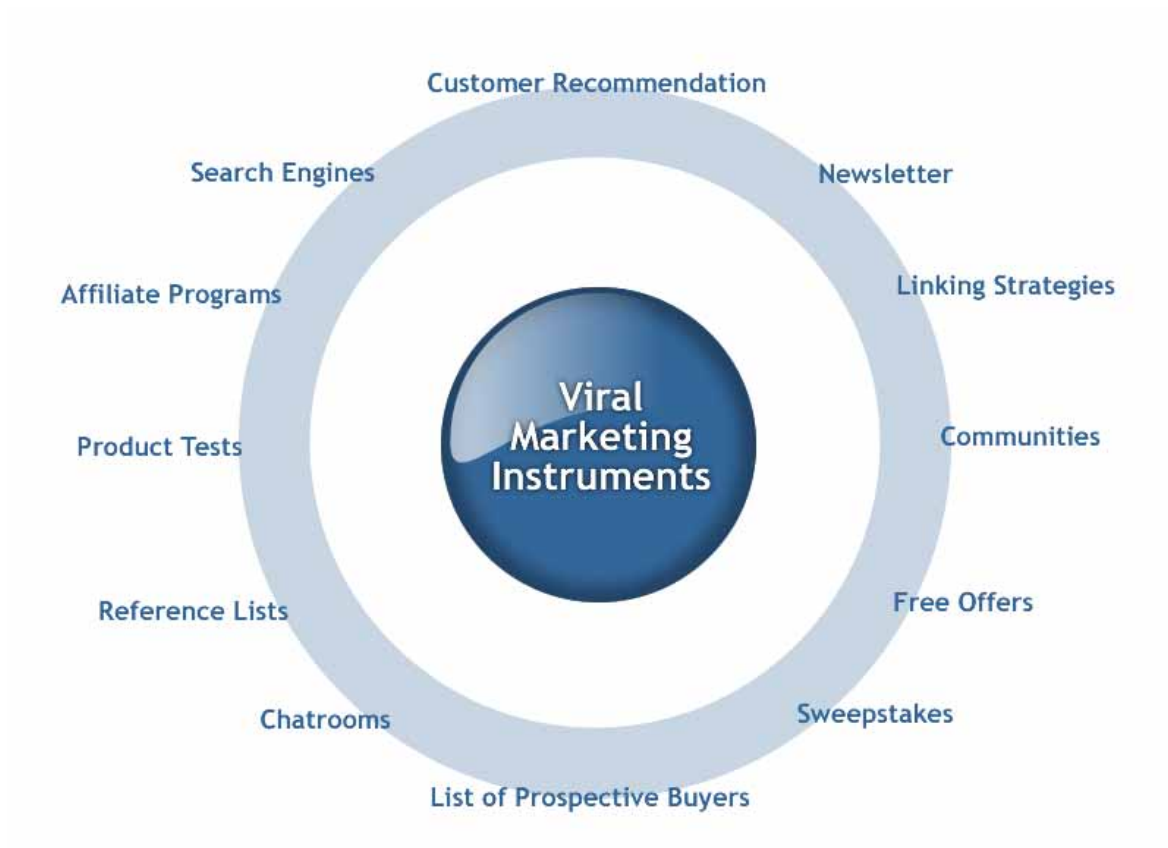 Customer Recommendation
Search Engines
Newsletter
Affiliate Programs
Linking Strategies
Viral
Marketing
Instruments
Product Tests
Communities
Reference Lists
Free Offers
Chatrooms
Sweepstakes
List of Prospective Buyers